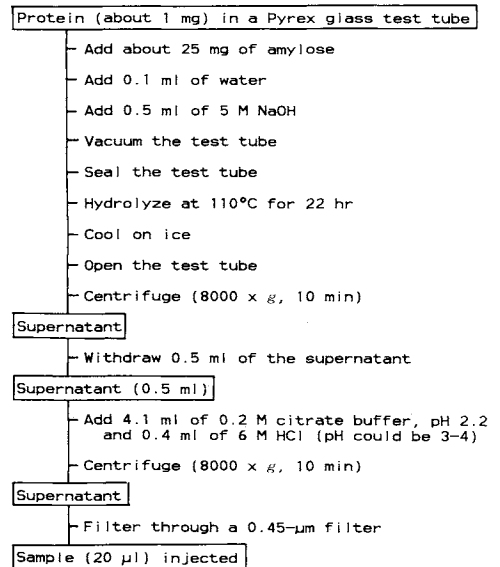 Protein (about 1 mg) in a Pyrex glass test tube
Add about 25 mg of amylose
Add 0.1 ml of water
Add 0.5 ml of 5 M NaOH
Vacuum the test tube
Seal the test tube
Hydrolyze at 110°C for 22 hr
Cool on ice
Open the test tube
Centrifuge (8000 x g, 10 min)
Supernatant
Withdraw 0.5 ml of the supernatant
Supernatant (0.5 ml)
Add 4.1 ml of 0.2 M citrate buffer, pH 2.2
and 0.4 ml of 6 M HCl (pH could be 3-4)
Centrifuge (8000 x g, 10 min)
Supernatant
Filter through a 0.45-μm filter
Sample (20 μl) injected